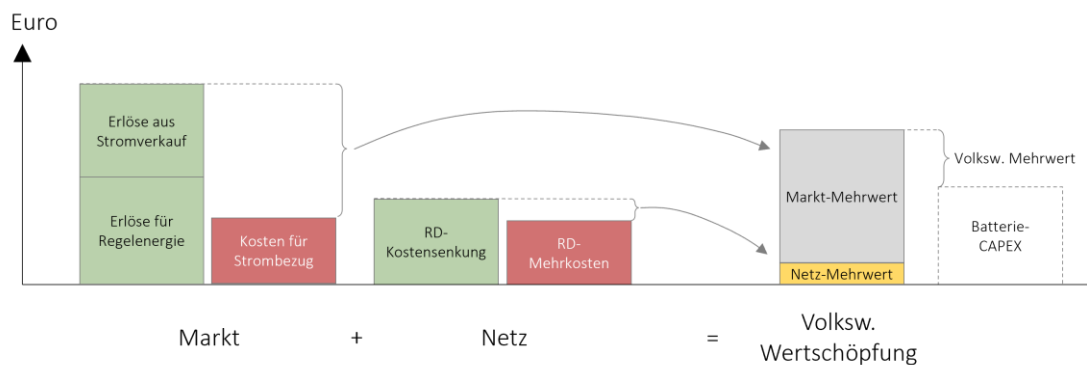 Euro
Erlöse aus
Stromverkauf
Erlöse für
Regelenergie
Kosten für
Strombezug
RD-
Kostensenkung
RD-
Mehrkosten
Markt-Mehrwert
Netz-Mehrwert
Volksw. Mehrwert
Batterie-
CAPEX
Markt
+
Netz
=
Volksw.
Wertschöpfung